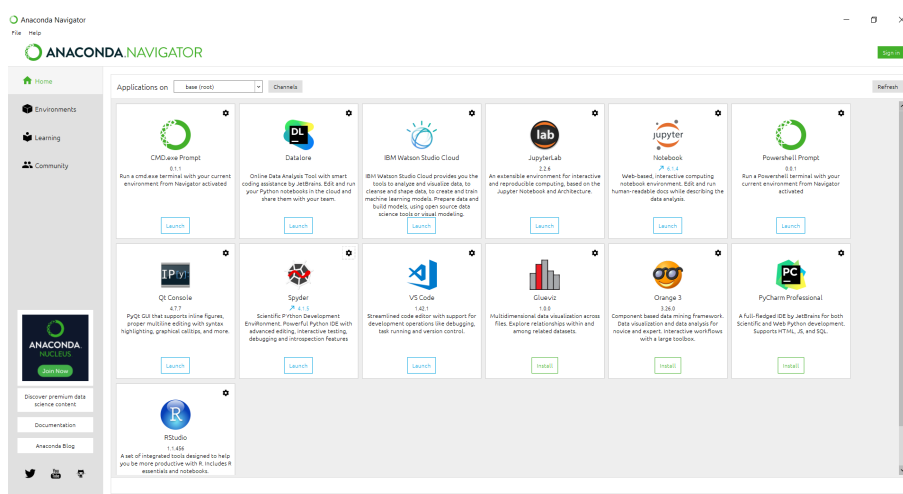 Anaconda Navigator
File Help
ANACONDA.NAVIGATOR
Sign in
Home
Environments
Learning
Community
Applications on base (root) Channels
Refresh
CMD.exe Prompt
0.1.1
Run a cmd.exe terminal with your current
environment from Navigator activated
Launch
DL
Datalore
Online Data Analysis Tool with smart
coding assistance by JetBrains. Edit and run
your Python notebooks in the cloud and
share them with your team.
Launch
IBM Watson Studio Cloud
IBM Watson Studio Cloud provides you the
tools to analyze and visualize data, to
cleanse and shape data, to create and train
machine learning models. Prepare data and
build models, using open source data
science tools or visual modeling.
Launch
lab
JupyterLab
2.2.6
An extensible environment for interactive
and reproducible computing, based on the
Jupyter Notebook and Architecture.
Launch
jupyter
Notebook
6.1.4
Web-based, interactive computing
notebook environment. Edit and run
human-readable docs while describing the
data analysis.
Launch
Powershell Prompt
0.0.1
Run a Powershell terminal with your
current environment from Navigator
activated
Launch
IP[y]:
Qt Console
4.7.7
PyQt GUI that supports inline figures,
proper multiline editing with syntax
highlighting, graphical calltips, and more.
Launch
Spyder
4.1.5
Scientific PYthon Development
EnviRonment. Powerful Python IDE with
advanced editing, interactive testing,
debugging and introspection features
Launch
VS Code
1.42.1
Streamlined code editor with support for
development operations like debugging,
task running and version control.
Launch
Glueviz
1.0.0
Multidimensional data visualization across
files. Explore relationships within and
among related datasets
Install
Orange 3
3.26.0
Component based data mining framework.
Data visualization and data analysis for
novice and expert. Interactive workflows
with a large toolbox.
Install
PC
PyCharm Professional
A full-fledged IDE by JetBrains for both
Scientific and Web Python development.
Supports HTML, JS, and SQL.
Install
R
RStudio
1.1.456
A set of integrated tools designed to help
you be more productive with R. Includes R
essentials and notebooks.
ANACONDA.
NUCLEUS
Join Now
Discover premium data
science content
Documentation
Anaconda Blog
You
Tube